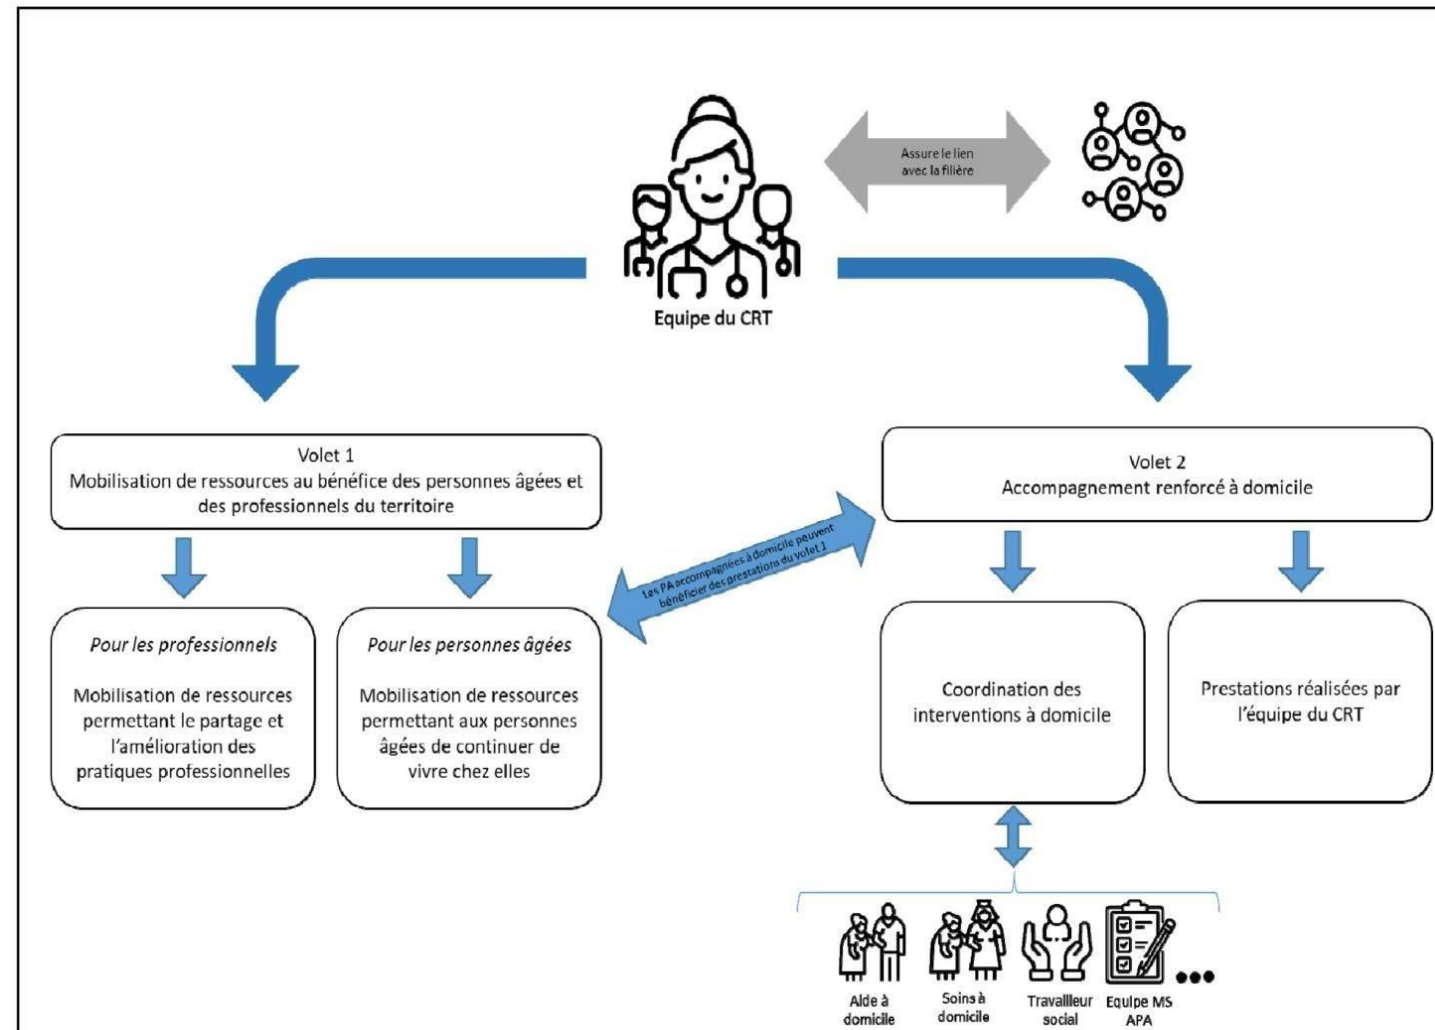 Assure le lien
avec la filière
Equipe du CRT
Volet 1
Mobilisation de ressources au bénéfice des personnes âgées et
des professionnels du territoire
Volet 2
Accompagnement renforcé à domicile
Les PA accompagnées à domicile peuvent
bénéficier des prestations du volet 1
Pour les professionnels
Mobilisation de ressources
permettant le partage et
l'amélioration des
pratiques professionnelles
Pour les personnes âgées
Mobilisation de ressources
permettant aux personnes
âgées de continuer de
vivre chez elles
Coordination des
interventions à domicile
Prestations réalisées par
l'équipe du CRT
Aide à
domicile
Soins à
domicile
Travailleur
social
Equipe MS
APA